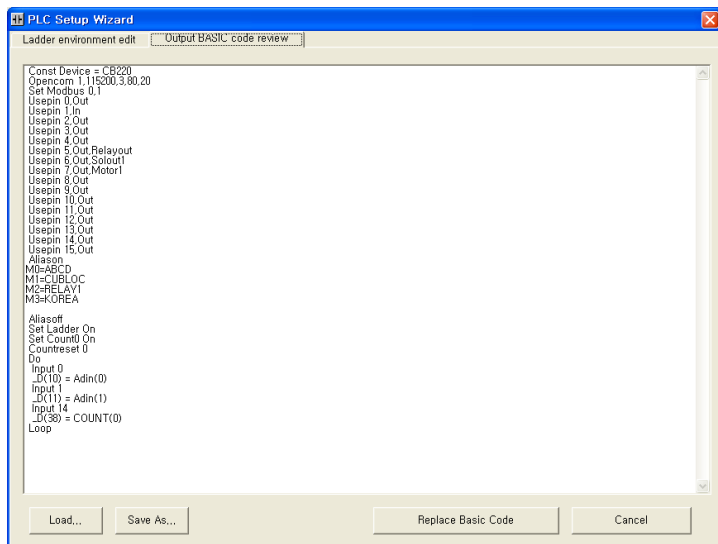 PLC Setup Wizard
Ladder environment edit
Output BASIC code review
Const Device = CB220
Opencom 1,115200,3,80,20
Set Modbus 0,1
Usepin 0,Out
Usepin 1,In
Usepin 2,Out
Usepin 3,Out
Usepin 4,Out
Usepin 5,Out,Relayout
Usepin 6,Out,Solout1
Usepin 7,Out,Motor1
Usepin 8,Out
Usepin 9,Out
Usepin 10,Out
Usepin 11,Out
Usepin 12,Out
Usepin 13,Out
Usepin 14,Out
Usepin 15,Out
Aliason
M0=ABCD
M1=CUBLOC
M2=RELAY1
M3=KOREA
Aliasoff
Set Ladder On
Set Count0 On
Countreset 0
Do
Input 0
_D(10) = Adin(0)
Input 1
_D(11) = Adin(1)
Input 14
_D(38) = COUNT(0)
Loop
Load...
Save As...
Replace Basic Code
Cancel